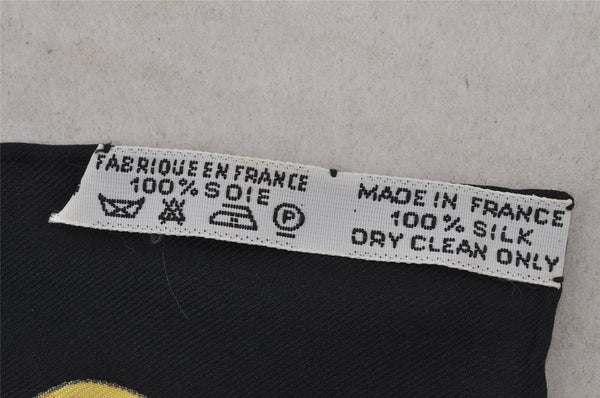 FABRIQUE EN FRANCE
100% SOIE
P
MADE IN FRANCE
100% SILK
DRY CLEAN ONLY